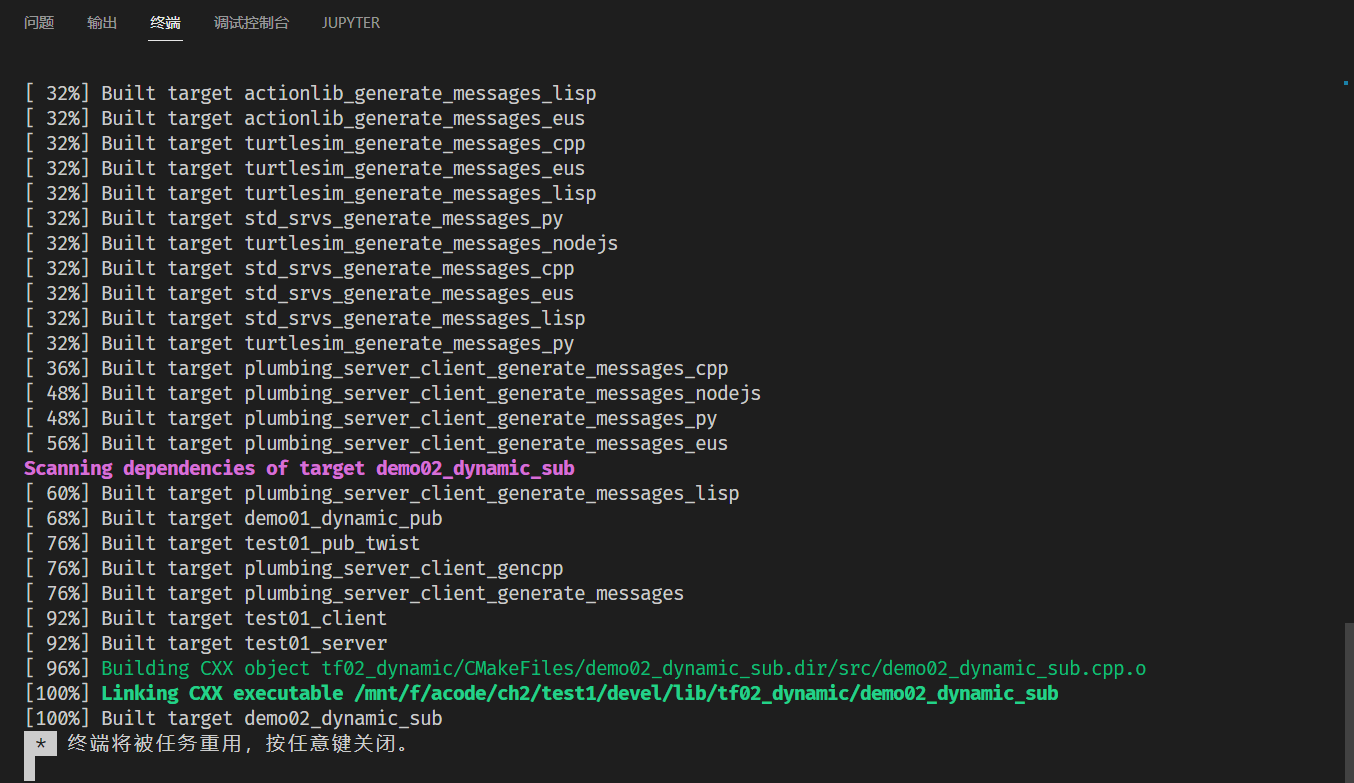 问题 输出 终端 调试控制台 JUPYTER
[ 32%] Built target actionlib_generate_messages_lisp
[ 32%] Built target actionlib_generate_messages_eus
[ 32%] Built target turtlesim_generate_messages_cpp
[ 32%] Built target turtlesim_generate_messages_eus
[ 32%] Built target turtlesim_generate_messages_lisp
[ 32%] Built target std_srvs_generate_messages_py
[ 32%] Built target turtlesim_generate_messages_nodejs
[ 32%] Built target std_srvs_generate_messages_cpp
[ 32%] Built target std_srvs_generate_messages_eus
[ 32%] Built target std_srvs_generate_messages_lisp
[ 32%] Built target turtlesim_generate_messages_py
[ 36%] Built target plumbing_server_client_generate_messages_cpp
[ 48%] Built target plumbing_server_client_generate_messages_nodejs
[ 48%] Built target plumbing_server_client_generate_messages_py
[ 56%] Built target plumbing_server_client_generate_messages_eus
Scanning dependencies of target demo02_dynamic_sub
[ 60%] Built target plumbing_server_client_generate_messages_lisp
[ 68%] Built target demo01_dynamic_pub
[ 76%] Built target test01_pub_twist
[ 76%] Built target plumbing_server_client_gencpp
[ 76%] Built target plumbing_server_client_generate_messages
[ 92%] Built target test01_client
[ 92%] Built target test01_server
[ 96%] Building CXX object tf02_dynamic/CMakeFiles/demo02_dynamic_sub.dir/src/demo02_dynamic_sub.cpp.o
[100%] Linking CXX executable /mnt/f/acode/ch2/test1/devel/lib/tf02_dynamic/demo02_dynamic_sub
[100%] Built target demo02_dynamic_sub
* 终端将被任务重用，按任意键关闭。